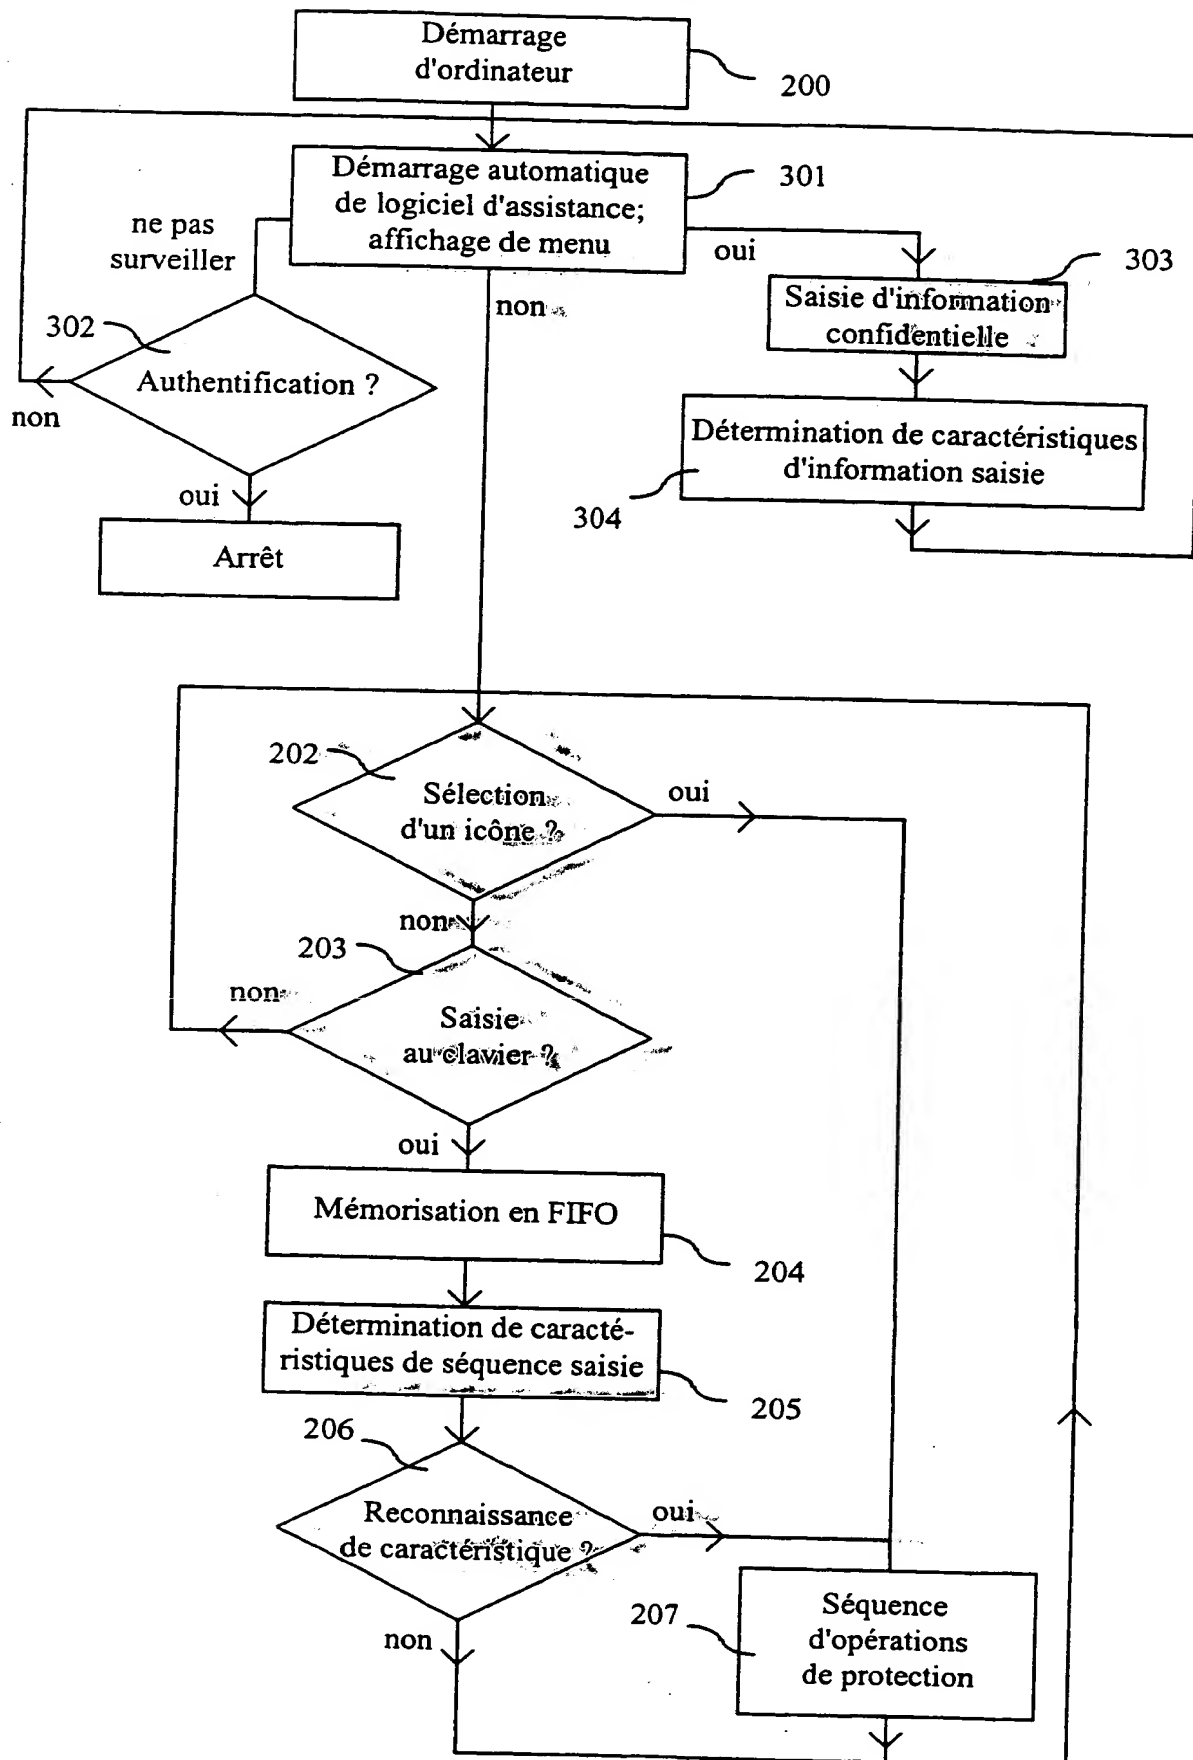 Démarrage
d'ordinateur
200
Démarrage automatique
de logiciel d'assistance;
affichage de menu
301
ne pas
surveiller
oui
303
non
Saisie d'information
confidentielle
302
Authentification ?
non
Détermination de caractéristiques
d'information saisie
304
oui
Arrêt
202
Sélection
d'un icône ?
oui
non
203
non
Saisie
au clavier ?
oui
Mémorisation en FIFO
204
Détermination de caracté-
ristiques de séquence saisie
205
206
Reconnaissance
de caractéristique ?
oui
207
Séquence
d'opérations
de protection
non